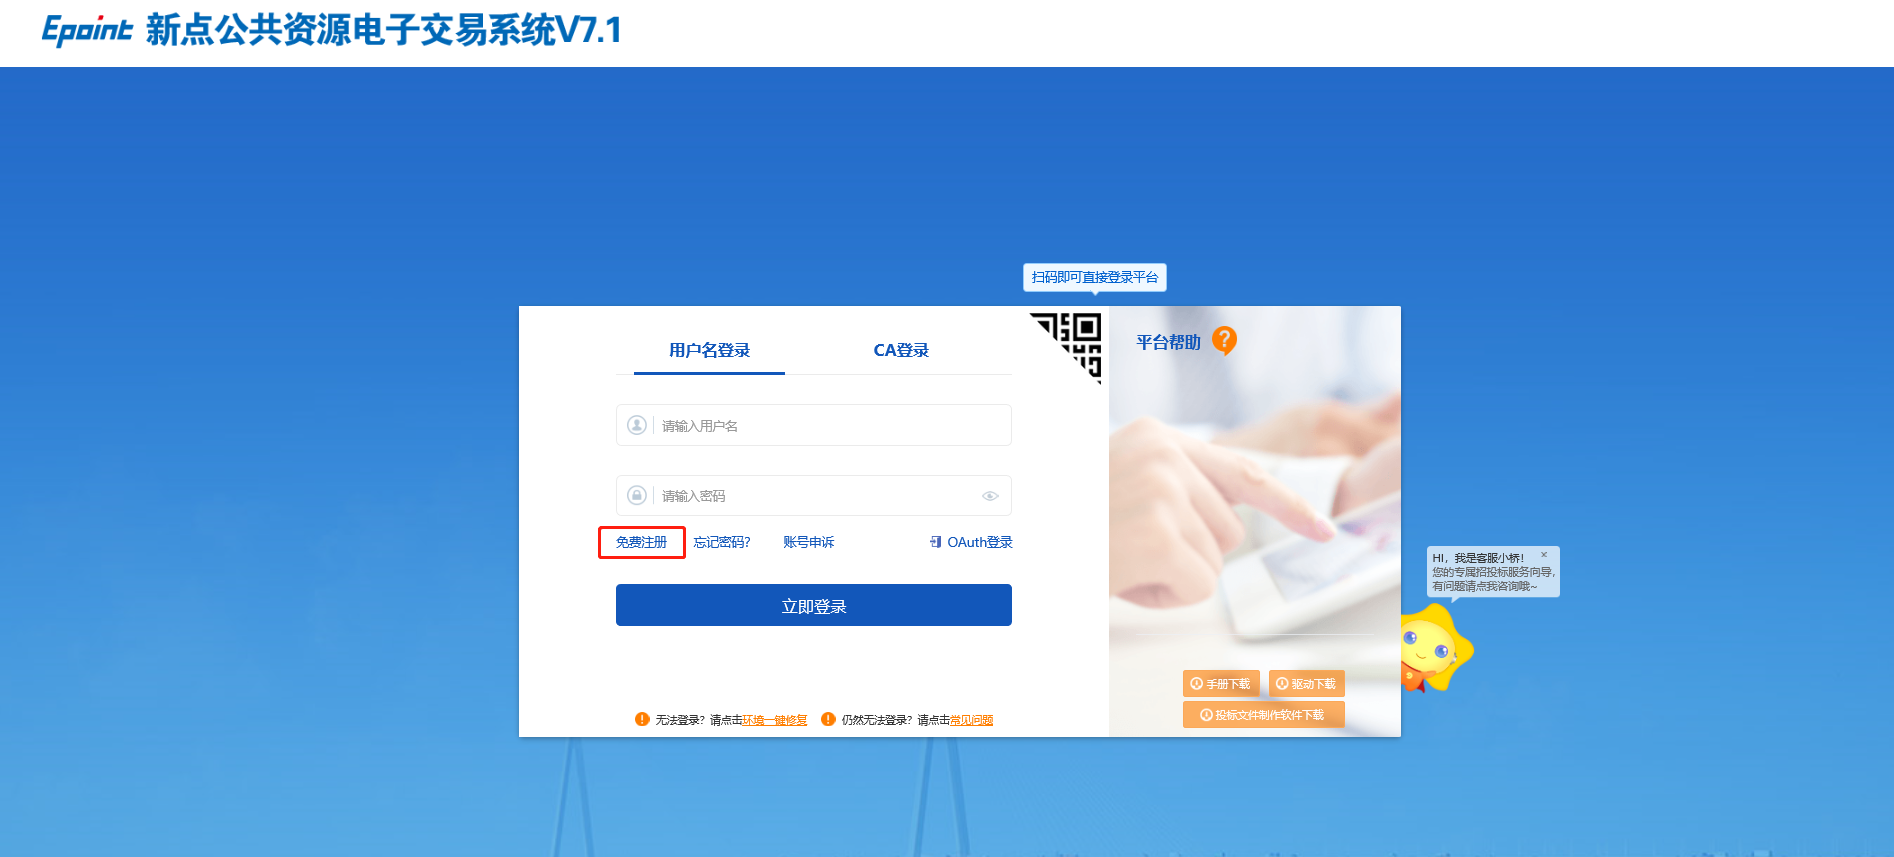 Epoint 新点公共资源电子交易系统V7.1
扫码即可直接登录平台
用户名登录 CA登录
平台帮助 ?
请输入用户名
请输入密码
免费注册 忘记密码? 账号申诉 OAuth登录
立即登录
HI，我是客服小桥！ ×
您的专属招投标服务向导，
有问题请点我咨询哦~
手册下载 驱动下载
投标文件制作软件下载
! 无法登录？请点击环境一键修复 ! 仍然无法登录？请点击常见问题